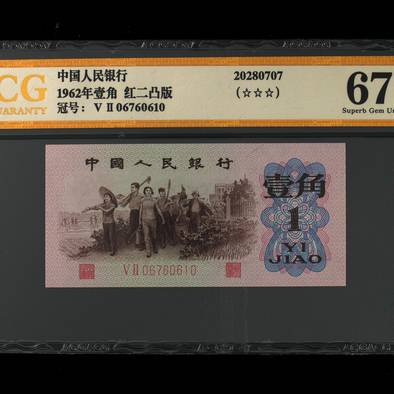 CG
GUARANTY
中国人民银行
1962年壹角 红二凸版
冠号: V II 06760610
20280707
(☆☆☆)
67
Superb Gem Un
中國人民銀行
壹角
1
YI
JIAO
V II 06760610